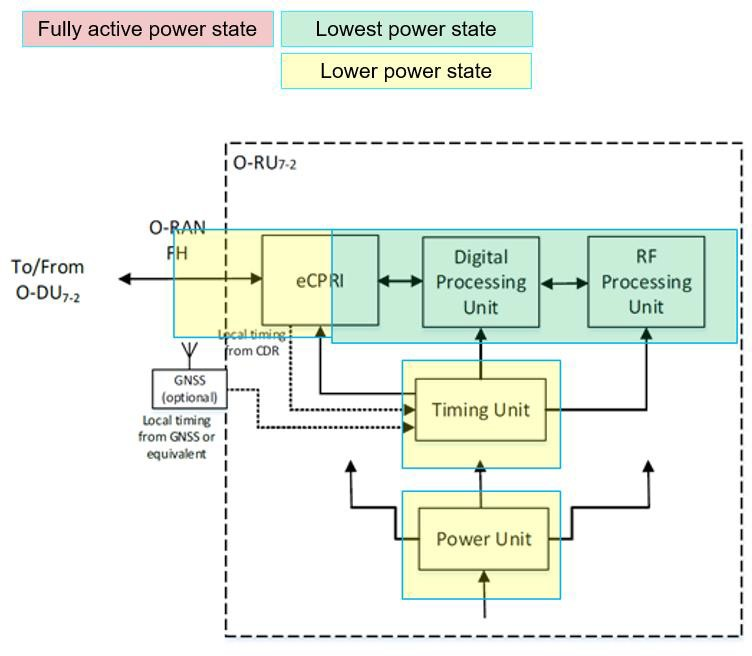 Fully active power state
Lowest power state
Lower power state
O-RU7-2
O-RAN
FH
To/From
O-DU7-2
eCPRI
Digital
Processing
Unit
RF
Processing
Unit
Local timing
from CDR
GNSS
(optional)
Local timing
from GNSS or
equivalent
Timing Unit
Power Unit